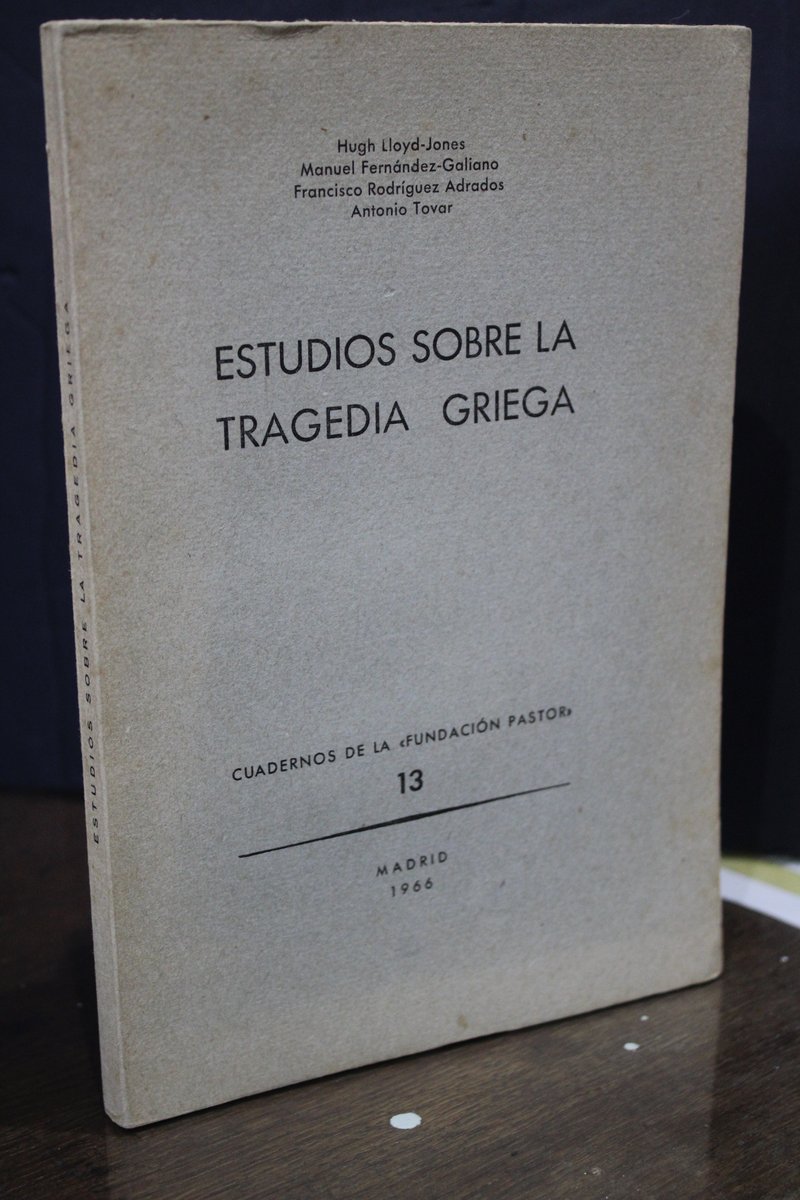 Hugh Lloyd-Jones
Manuel Fernández-Galiano
Francisco Rodríguez Adrados
Antonio Tovar
ESTUDIOS SOBRE LA
TRAGEDIA GRIEGA
CUADERNOS DE LA «FUNDACIÓN PASTOR»
13
MADRID
1966
ESTUDIOS SOBRE LA TRAGEDIA GRIEGA